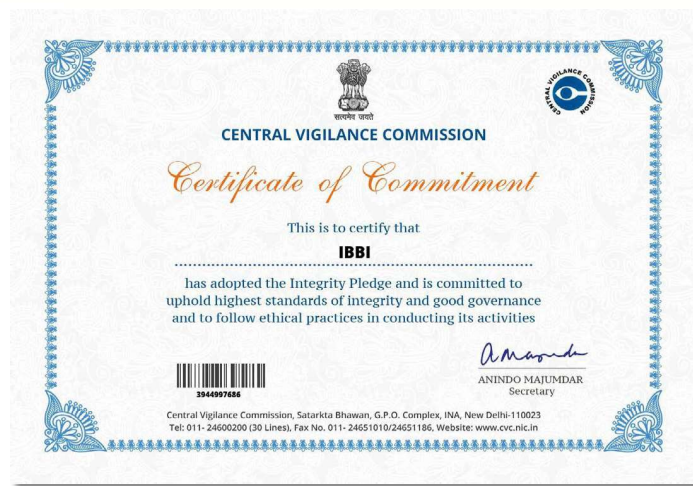 सत्यमेव जयते
CENTRAL VIGILANCE COMMISSION
CENTRAL VIGILANCE COMMISSION
Certificate of Commitment
This is to certify that
IBBI
has adopted the Integrity Pledge and is committed to
uphold highest standards of integrity and good governance
and to follow ethical practices in conducting its activities
3944997686
ANINDO MAJUMDAR
Secretary
Central Vigilance Commission, Satarkta Bhawan, G.P.O. Complex, INA, New Delhi-110023
Tel: 011- 24600200 (30 Lines), Fax No. 011- 24651010/24651186, Website: www.cvc.nic.in